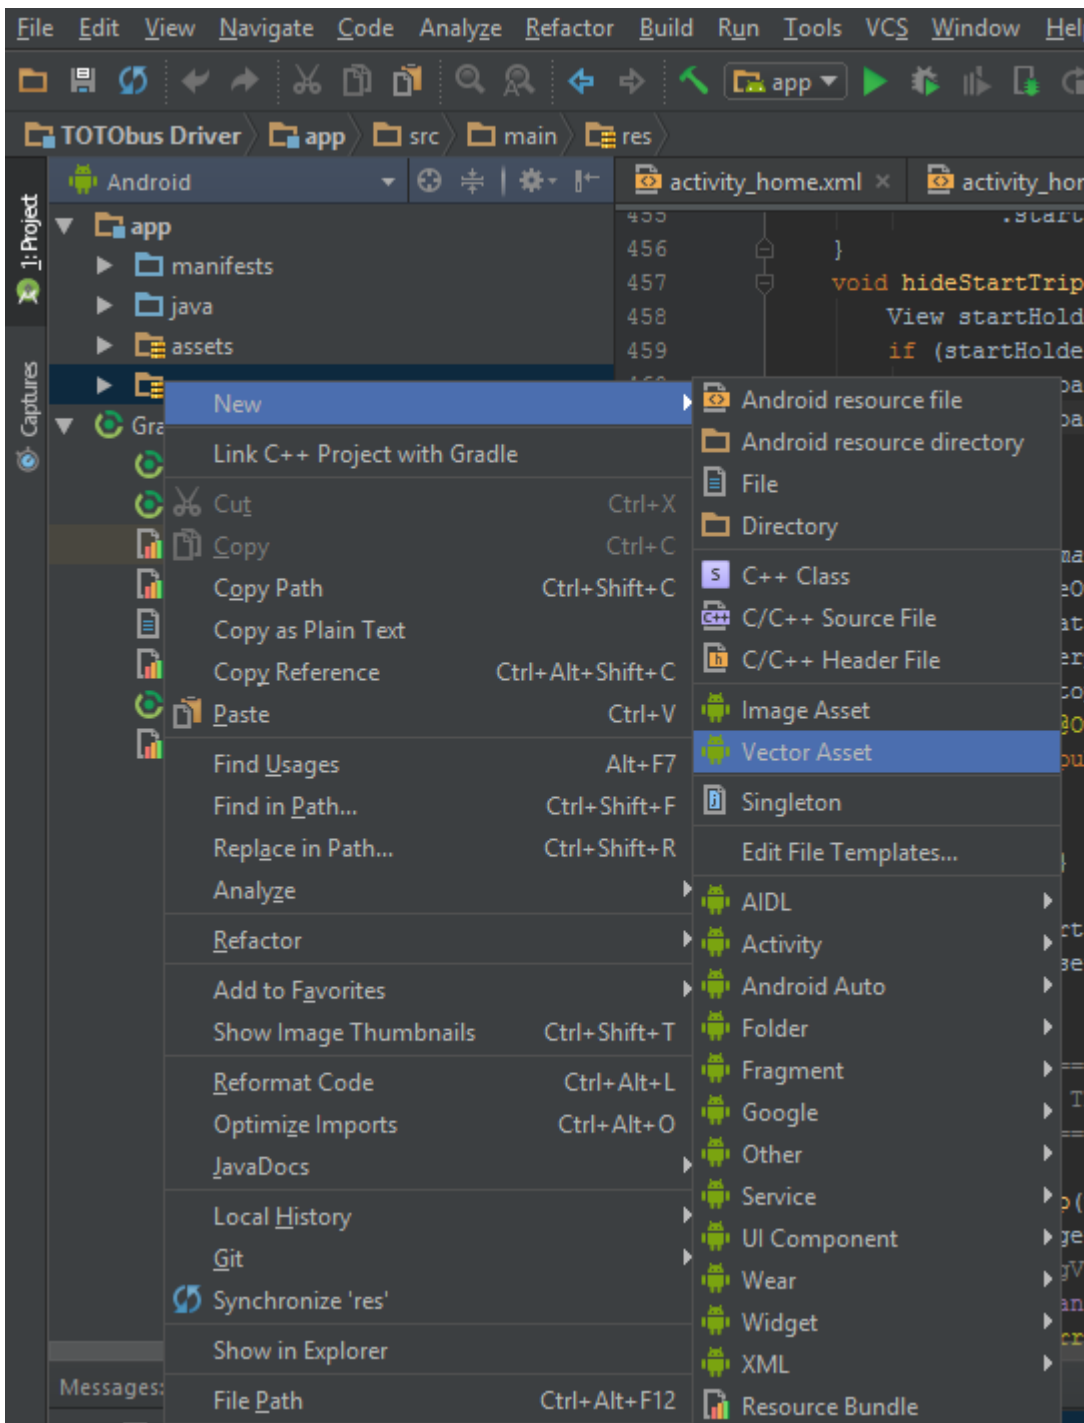 File Edit View Navigate Code Analyze Refactor Build Run Tools VCS Window Hel
app
TOTObus Driver app src main res
1: Project
Captures
Android
activity_home.xml
activity_hor
app
manifests
java
assets
Gra
455 .start
456 }
457 void hideStartTrip
458 View startHold
459 if (startHolde
New
Link C++ Project with Gradle
Cut Ctrl+X
Copy Ctrl+C
Copy Path Ctrl+Shift+C
Copy as Plain Text
Copy Reference Ctrl+Alt+Shift+C
Paste Ctrl+V
Find Usages Alt+F7
Find in Path... Ctrl+Shift+F
Replace in Path... Ctrl+Shift+R
Analyze
Refactor
Add to Favorites
Show Image Thumbnails Ctrl+Shift+T
Reformat Code Ctrl+Alt+L
Optimize Imports Ctrl+Alt+O
JavaDocs
Local History
Git
Synchronize 'res'
Show in Explorer
File Path Ctrl+Alt+F12
Android resource file
Android resource directory
File
Directory
C++ Class
C/C++ Source File
C/C++ Header File
Image Asset
Vector Asset
Singleton
Edit File Templates...
AIDL
Activity
Android Auto
Folder
Fragment
Google
Other
Service
UI Component
Wear
Widget
XML
Resource Bundle
Messages: